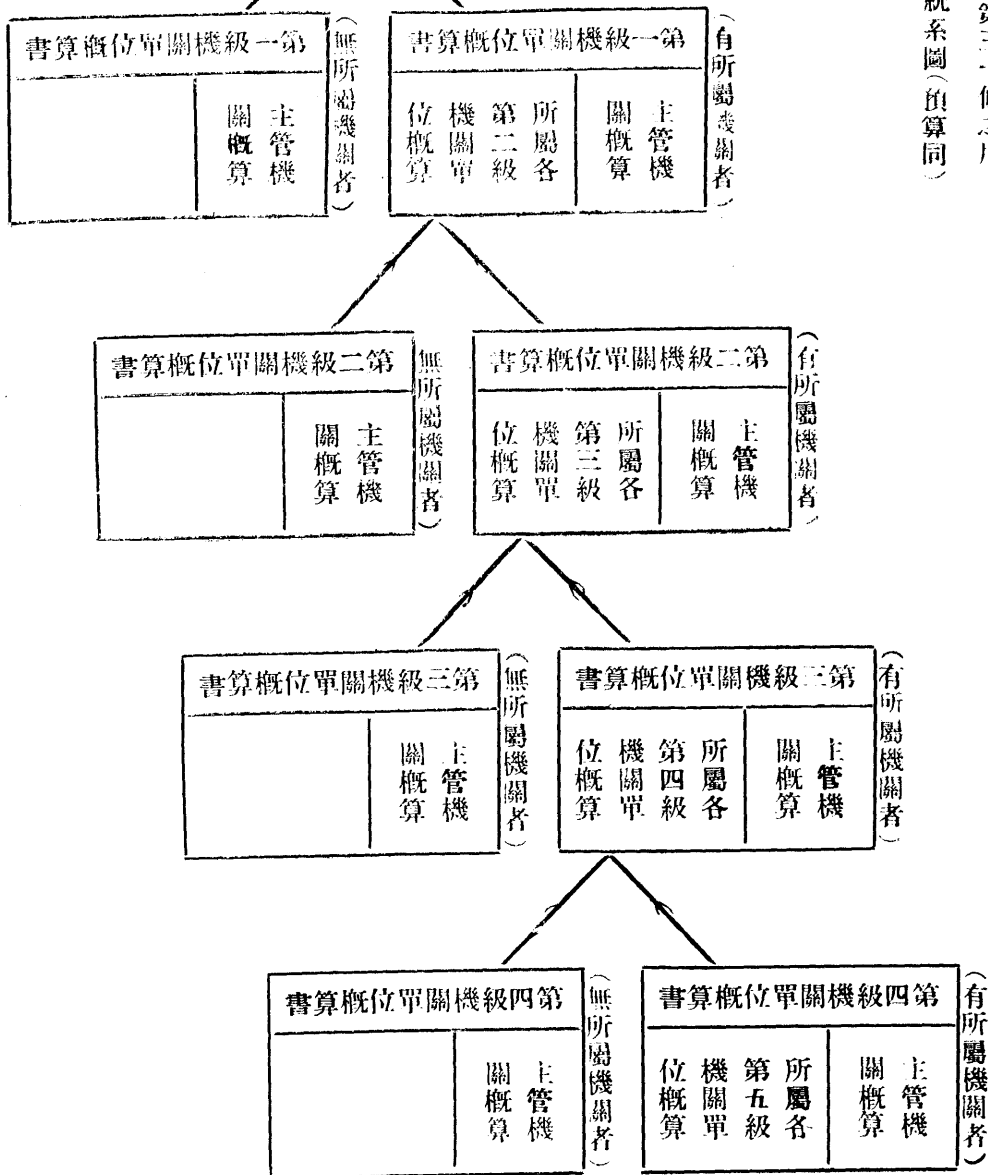 統系圖(預算同)
(有所屬機關者)
第一級機關單位概算書
主管機
關概算
所屬各
第二級
機關單
位概算
(無所屬機關者)
第一級機關單位概算書
主管機
關概算
(有所屬機關者)
第二級機關單位概算書
主管機
關概算
所屬各
第三級
機關單
位概算
(無所屬機關者)
第二級機關單位概算書
主管機
關概算
(有所屬機關者)
第三級機關單位概算書
主管機
關概算
所屬各
第四級
機關單
位概算
(無所屬機關者)
第三級機關單位概算書
主管機
關概算
(有所屬機關者)
第四級機關單位概算書
主管機
關概算
所屬各
第五級
機關單
位概算
(無所屬機關者)
第四級機關單位概算書
主管機
關概算